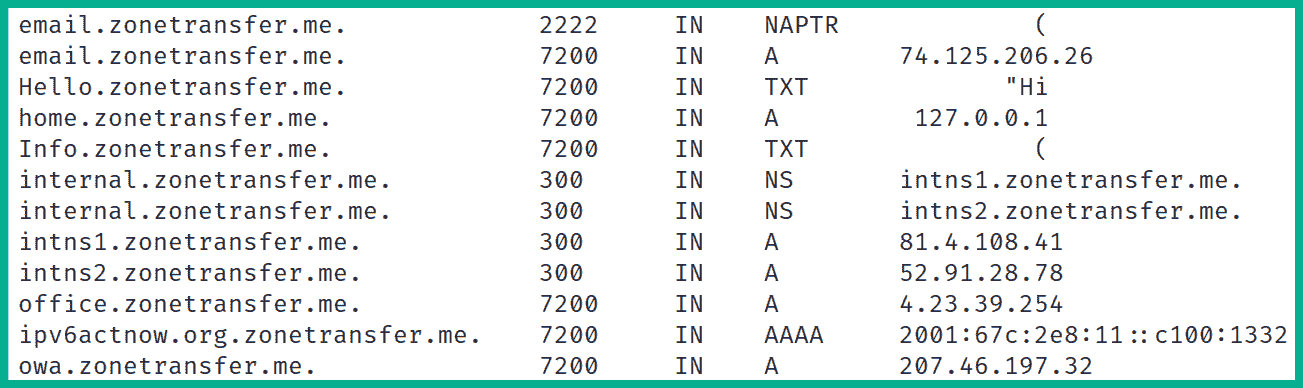 email.zonetransfer.me. 2222 IN NAPTR (
email.zonetransfer.me. 7200 IN A 74.125.206.26
Hello.zonetransfer.me. 7200 IN TXT "Hi
home.zonetransfer.me. 7200 IN A 127.0.0.1
Info.zonetransfer.me. 7200 IN TXT (
internal.zonetransfer.me. 300 IN NS intns1.zonetransfer.me.
internal.zonetransfer.me. 300 IN NS intns2.zonetransfer.me.
intns1.zonetransfer.me. 300 IN A 81.4.108.41
intns2.zonetransfer.me. 300 IN A 52.91.28.78
office.zonetransfer.me. 7200 IN A 4.23.39.254
ipv6actnow.org.zonetransfer.me. 7200 IN AAAA 2001:67c:2e8:11::c100:1332
owa.zonetransfer.me. 7200 IN A 207.46.197.32